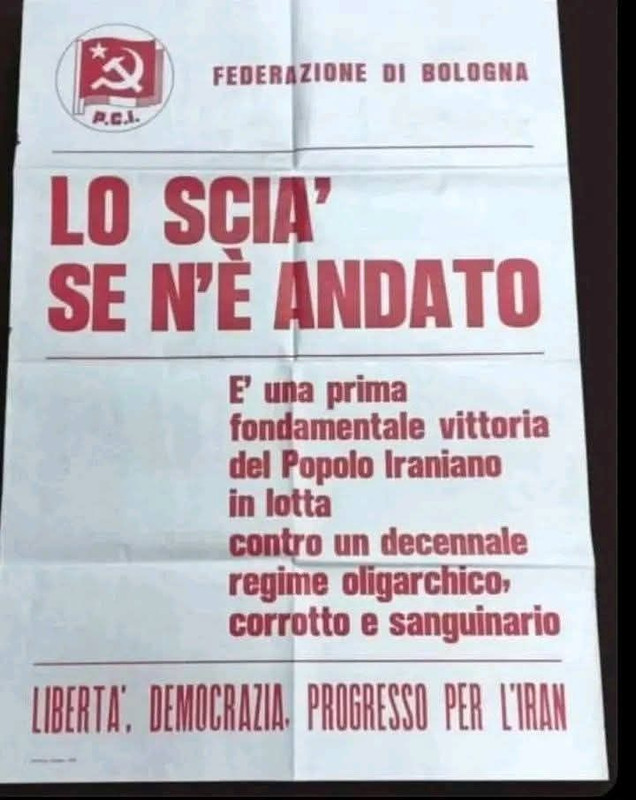 P.C.I.
FEDERAZIONE DI BOLOGNA
LO SCIA'
SE N'È ANDATO
E' una prima
fondamentale vittoria
del Popolo Iraniano
in lotta
contro un decennale
regime oligarchico,
corrotto e sanguinario
LIBERTA', DEMOCRAZIA, PROGRESSO PER L'IRAN